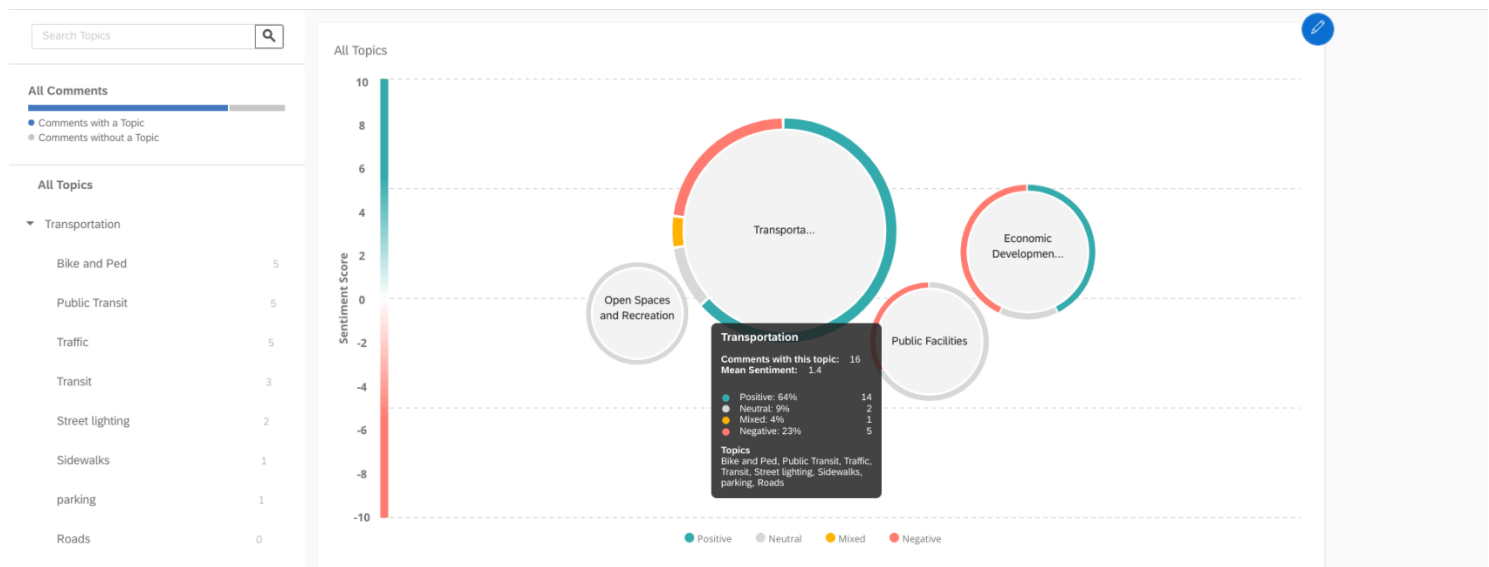 Search Topics
All Comments
Comments with a Topic
Comments without a Topic
All Topics
Transportation
Bike and Ped 5
Public Transit 5
Traffic 5
Transit 3
Street lighting 2
Sidewalks 1
parking 1
Roads 0
All Topics
Sentiment Score
10
8
6
4
2
0
-2
-4
-6
-8
-10
Transporta...
Economic
Developmen...
Open Spaces
and Recreation
Public Facilities
Transportation
Comments with this topic: 16
Mean Sentiment: 1.4
Positive: 64% 14
Neutral: 9% 2
Mixed: 4% 1
Negative: 23% 5
Topics
Bike and Ped, Public Transit, Traffic,
Transit, Street lighting, Sidewalks,
parking, Roads
Positive Neutral Mixed Negative